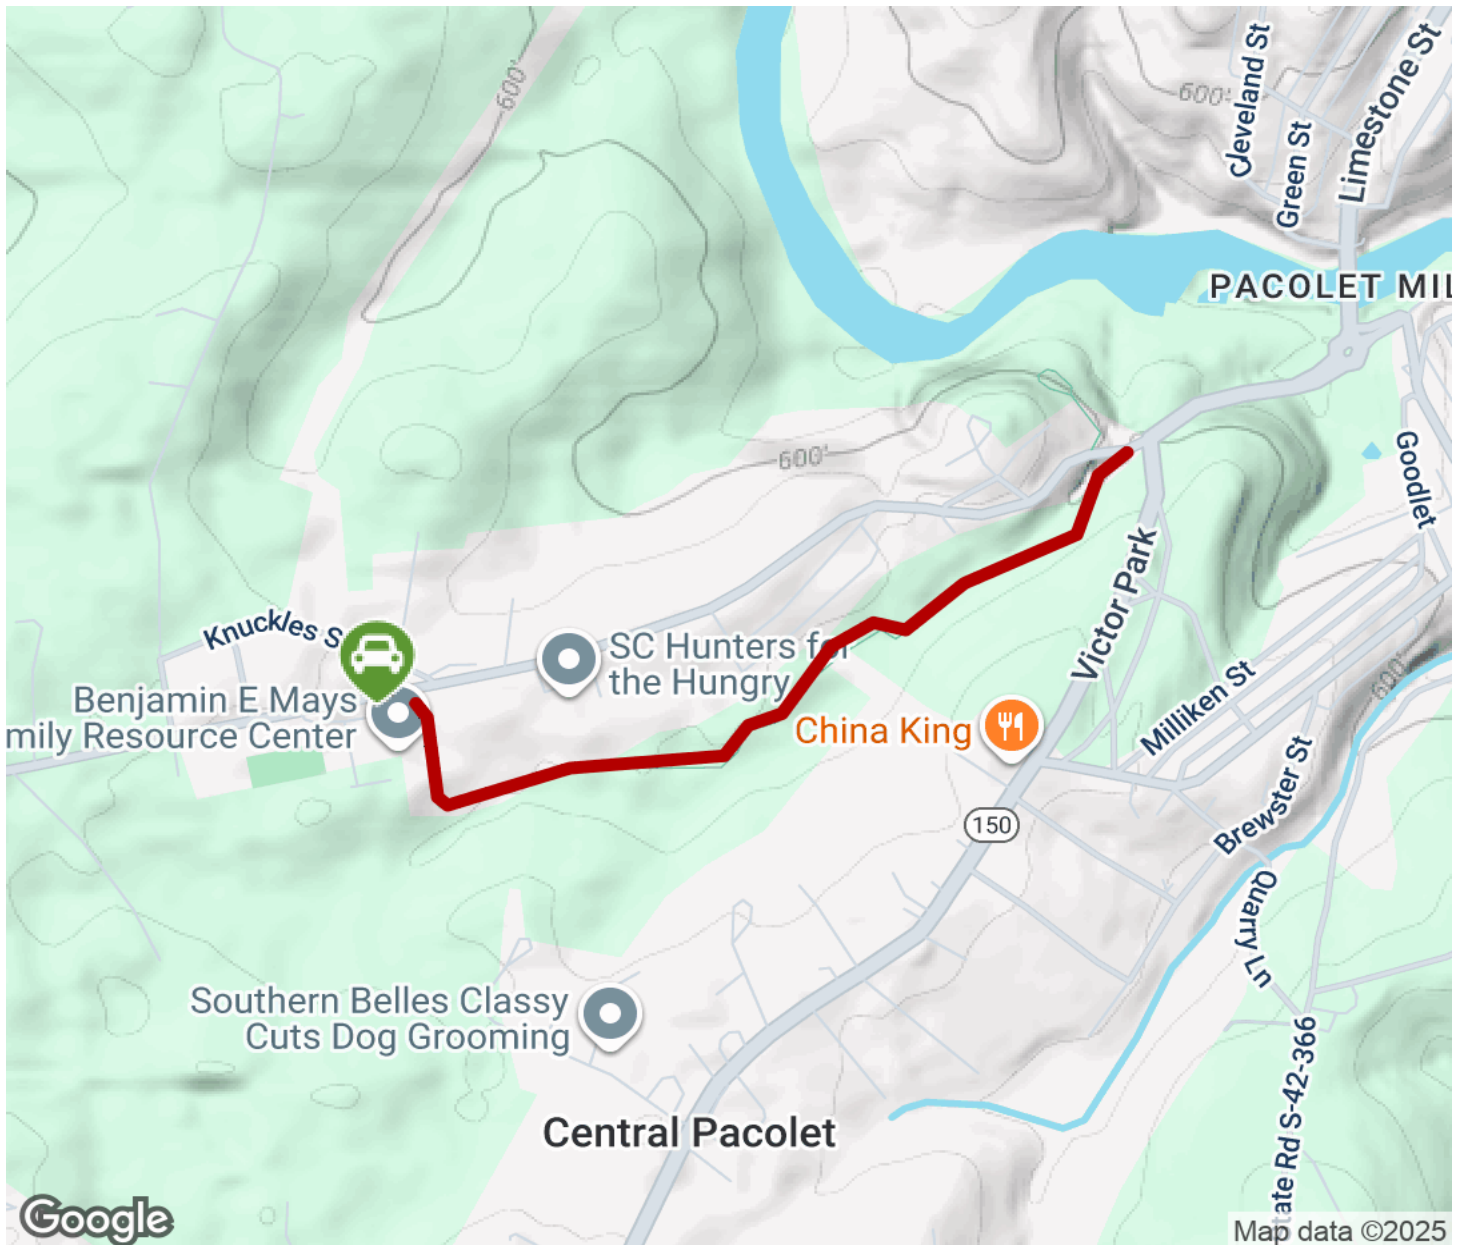 600'
Cleveland St
Limestone St
600'
Green St
PACOLET MIL
Goodlet
600'
Knuckles S
SC Hunters for
the Hungry
Victor Park
Benjamin E Mays
mily Resource Center
China King
Milliken St
600'
Brewster St
150
Quarry Ln
Southern Belles Classy
Cuts Dog Grooming
tate Rd S-42-366
Central Pacolet
Google
Map data ©2025